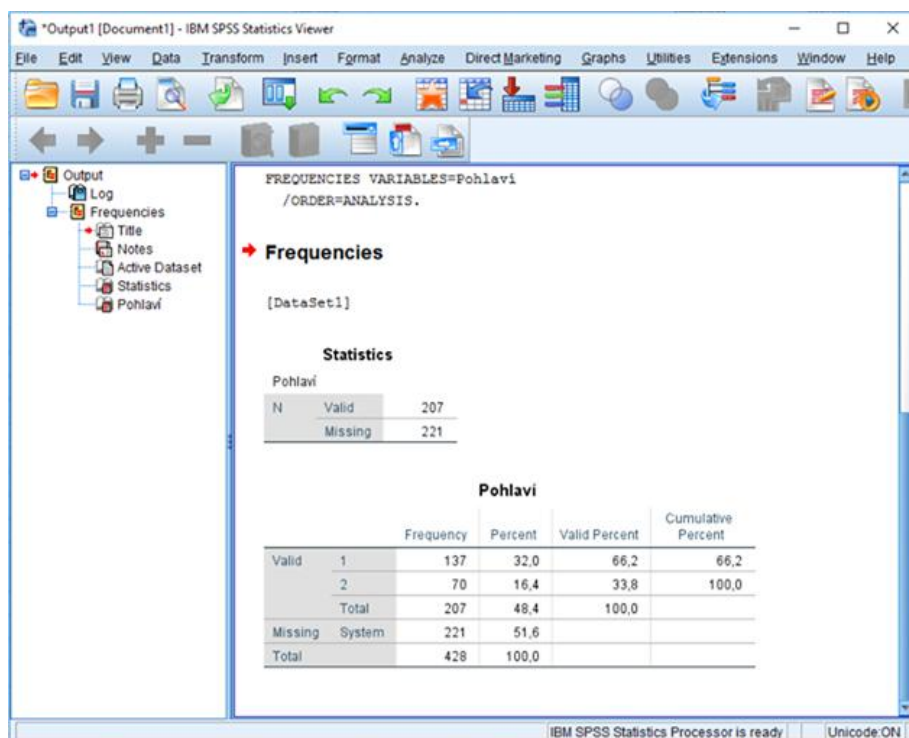 *Output1 [Document1] - IBM SPSS Statistics Viewer
File Edit View Data Transform Insert Format Analyze Direct Marketing Graphs Utilities Extensions Window Help
Output
Log
Frequencies
Title
Notes
Active Dataset
Statistics
Pohlaví
FREQUENCIES VARIABLES=Pohlaví
/ORDER=ANALYSIS.
Frequencies
[DataSet1]
Statistics
Pohlaví
N Valid 207
Missing 221
Pohlaví
Frequency Percent Valid Percent Cumulative Percent
Valid 1 137 32,0 66,2 66,2
2 70 16,4 33,8 100,0
Total 207 48,4 100,0
Missing System 221 51,6
Total 428 100,0
IBM SPSS Statistics Processor is ready Unicode:ON